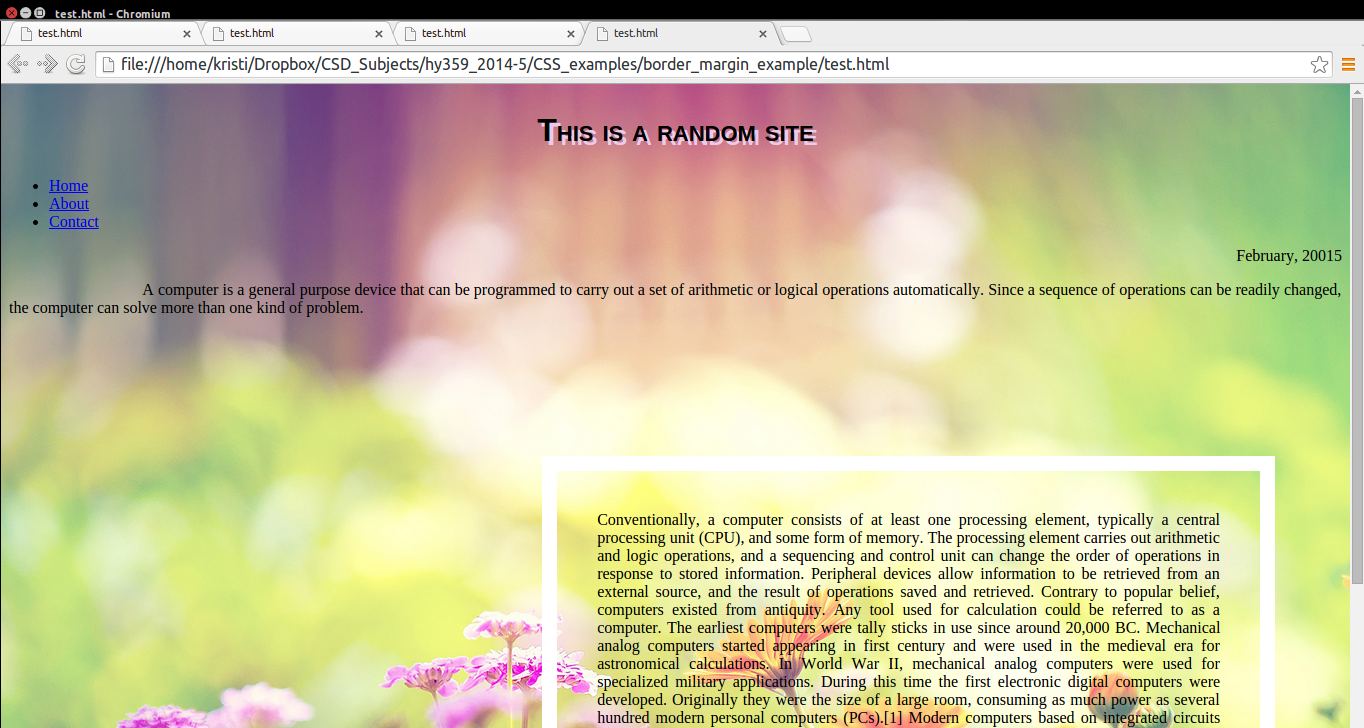 test.html - Chromium
test.html test.html test.html test.html
file:///home/kristi/Dropbox/CSD_Subjects/hy359_2014-5/CSS_examples/border_margin_example/test.html
This is a random site
Home
About
Contact
February, 20015
A computer is a general purpose device that can be programmed to carry out a set of arithmetic or logical operations automatically. Since a sequence of operations can be readily changed,
the computer can solve more than one kind of problem.
Conventionally, a computer consists of at least one processing element, typically a central
processing unit (CPU), and some form of memory. The processing element carries out arithmetic
and logic operations, and a sequencing and control unit can change the order of operations in
response to stored information. Peripheral devices allow information to be retrieved from an
external source, and the result of operations saved and retrieved. Contrary to popular belief,
computers existed from antiquity. Any tool used for calculation could be referred to as a
computer. The earliest computers were tally sticks in use since around 20,000 BC. Mechanical
analog computers started appearing in first century and were used in the medieval era for
astronomical calculations. In World War II, mechanical analog computers were used for
specialized military applications. During this time the first electronic digital computers were
developed. Originally they were the size of a large room, consuming as much power as several
hundred modern personal computers (PCs).[1] Modern computers based on integrated circuits